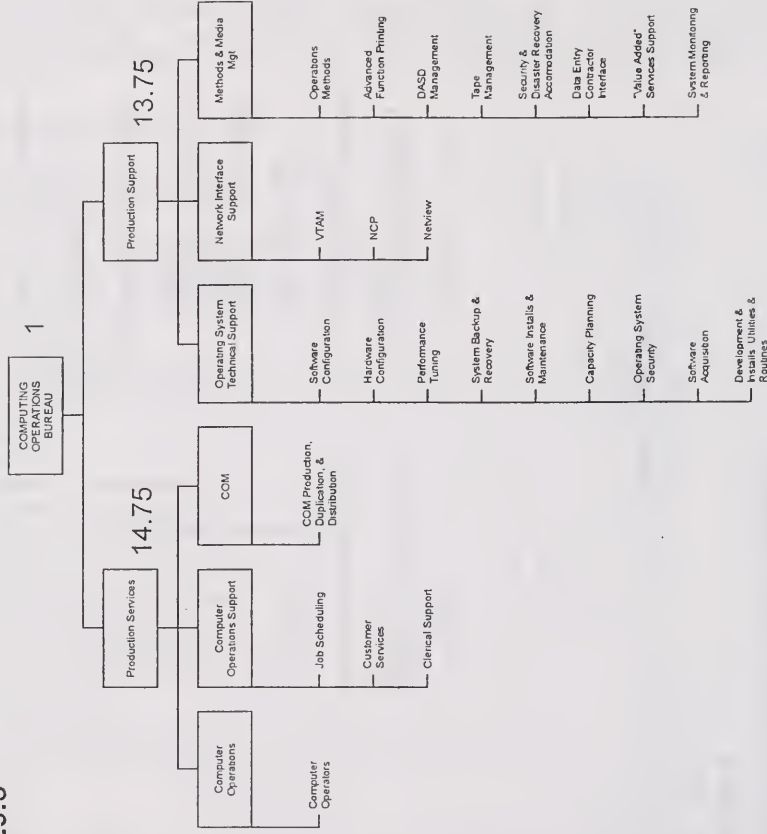 COMPUTING
OPERATIONS
BUREAU
1
Production Services
14.75
Production Support
13.75
Computer
Operations
Computer
Operators
Computer
Operations Support
Job Scheduling
Customer
Services
Clerical Support
COM
COM Production,
Duplication, &
Distribution
Operating System
Technical Support
Software
Configuration
Hardware
Configuration
Performance
Tuning
System Backup &
Recovery
Software Installs &
Maintenance
Capacity Planning
Operating System
Security
Software
Acquisition
Development &
Installs Utilities &
Routines
Network Interface
Support
VTAM
NCP
Netview
Methods & Media
Mgt
Operations
Methods
Advanced
Function Printing
DASD
Management
Tape
Management
Security &
Disaster Recovery
Accomodation
Data Entry
Contractor
Interface
"Value Added"
Services Support
System Monitoring
& Reporting